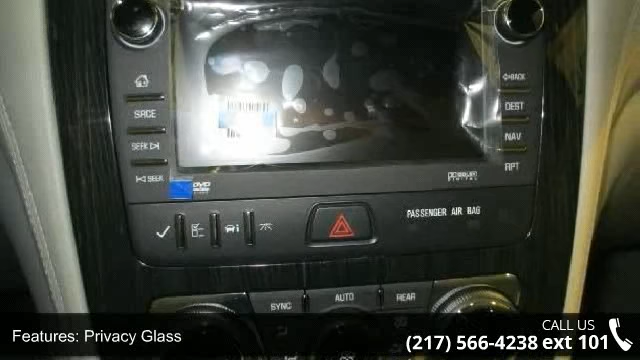 BACK
SRCE
DEST
SEEK
NAV
SEEK
RPT
DVD
DIGITAL
PASSENGER AIR BAG
SYNC
AUTO
REAR
Features: Privacy Glass
CALL US
(217) 566-4238 ext 101